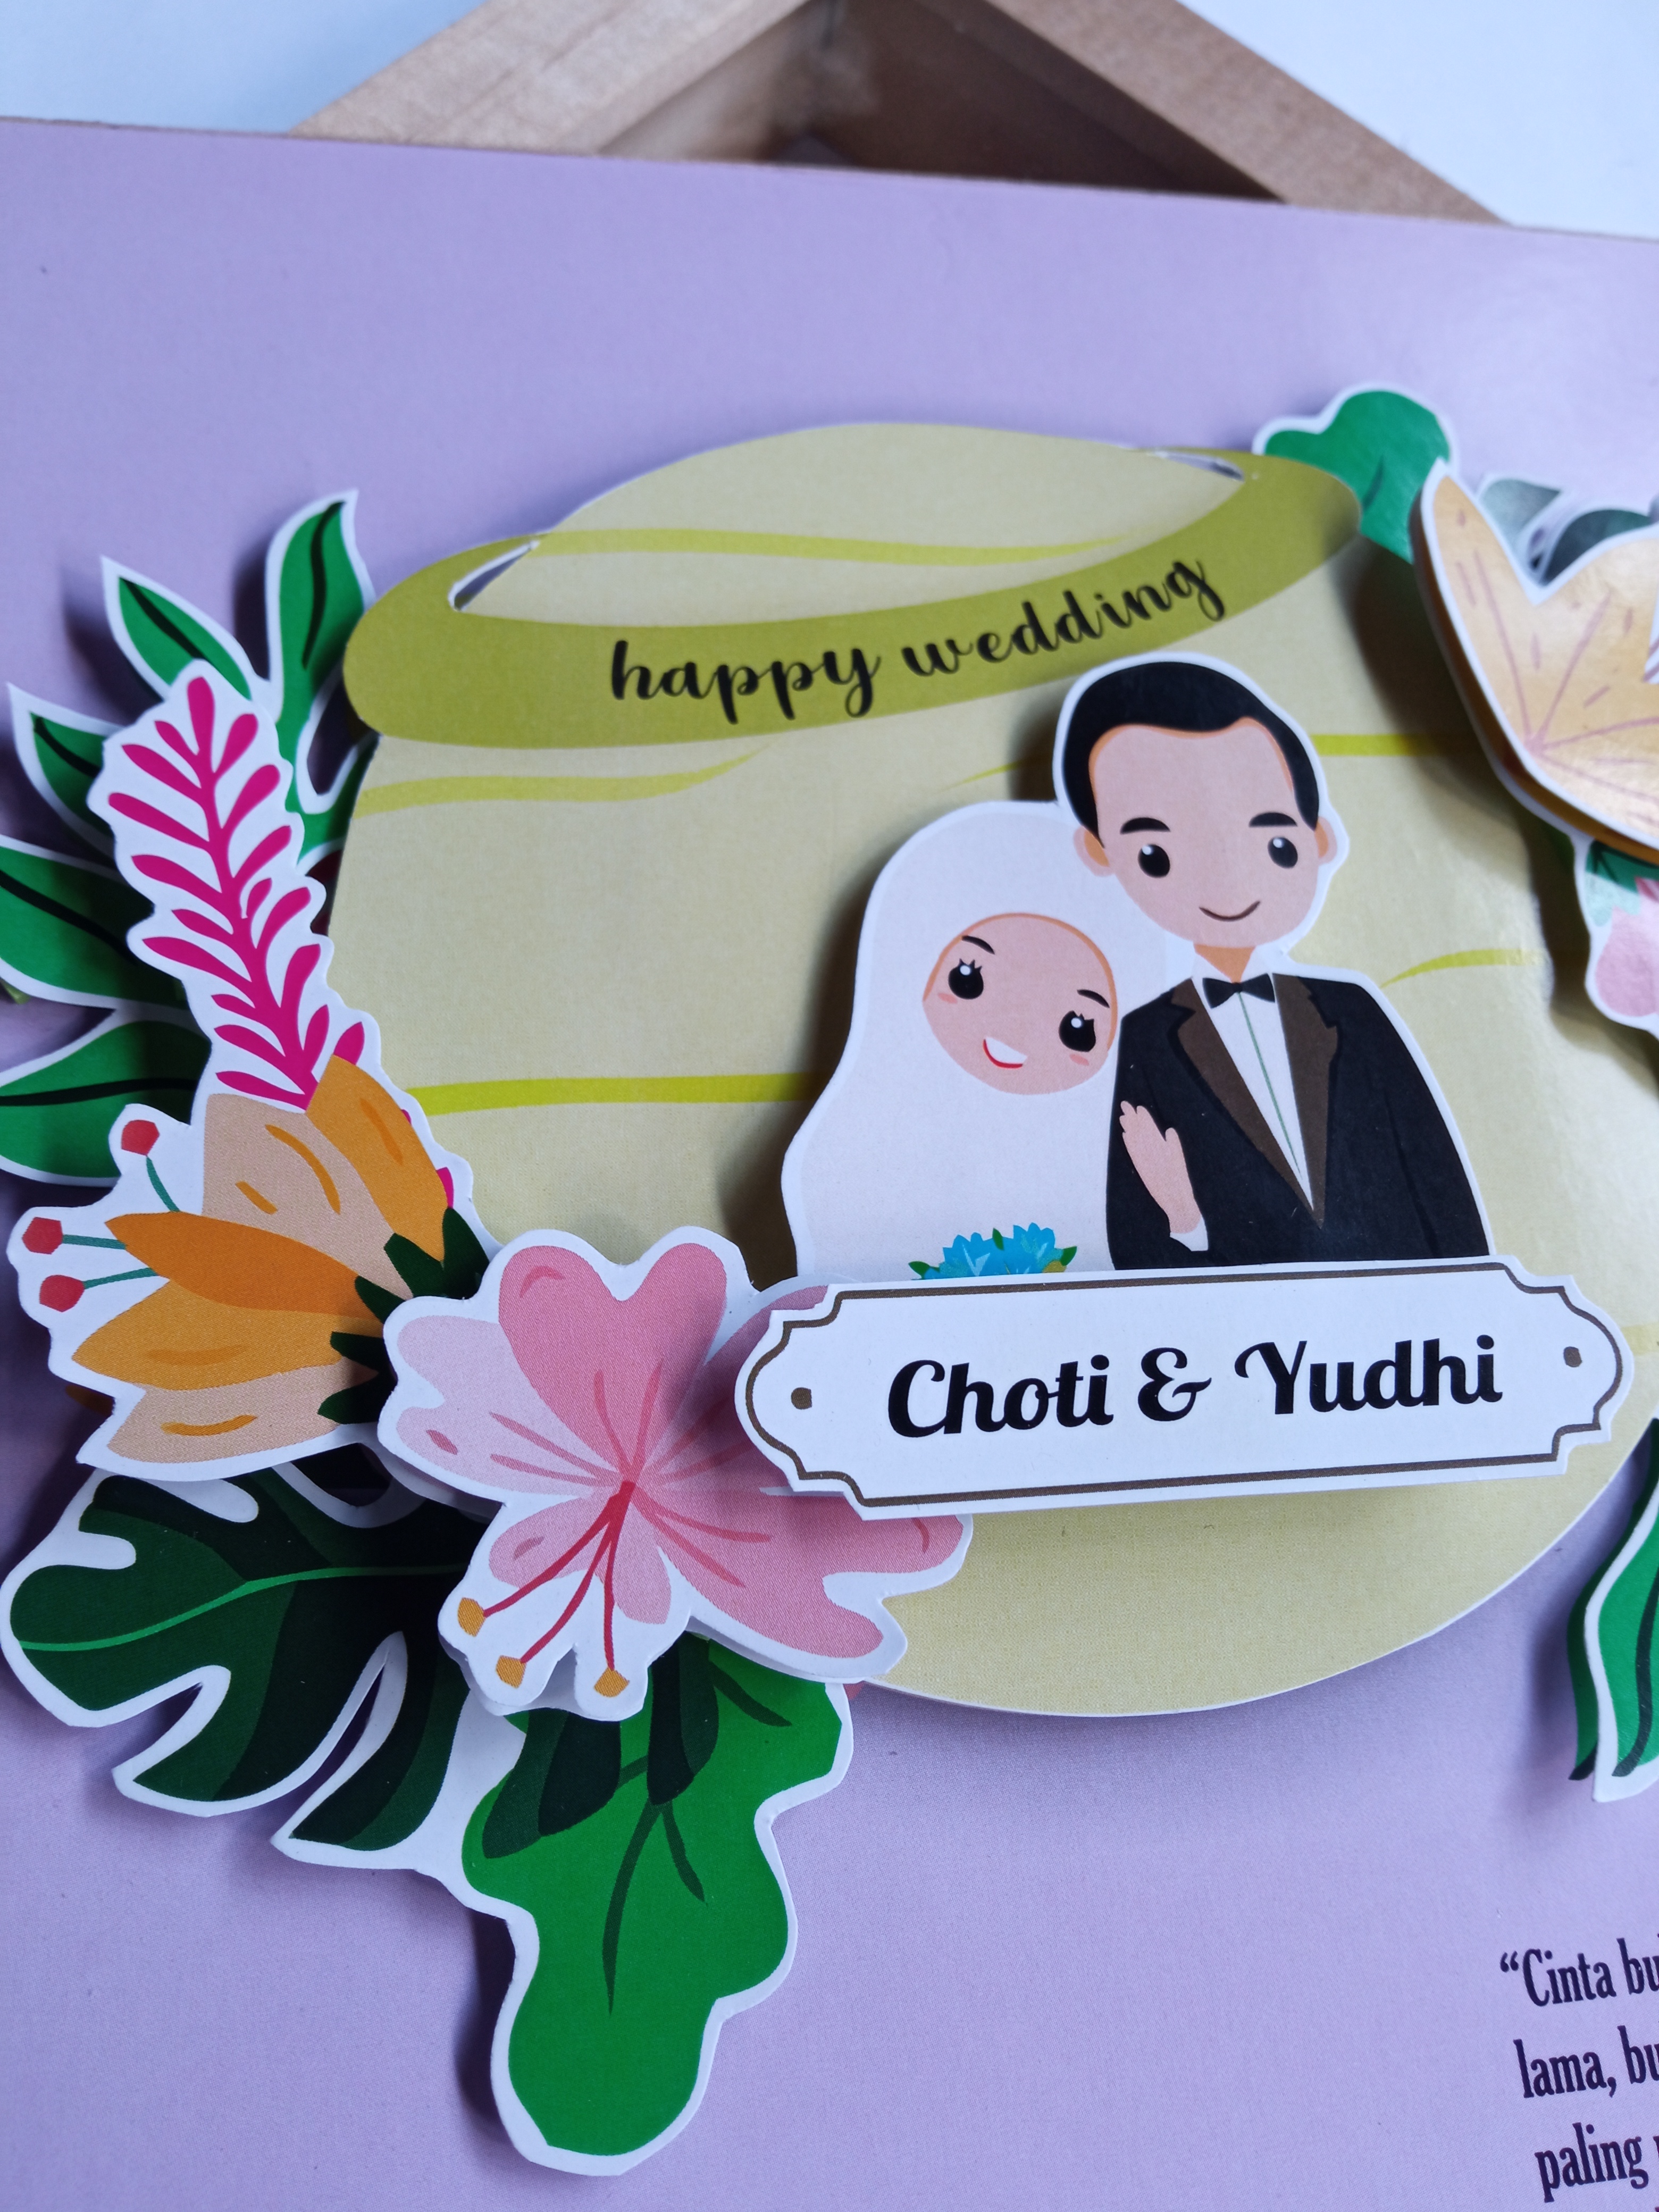 happy wedding
Choti & Yudhi
"Cinta
lama,
paling